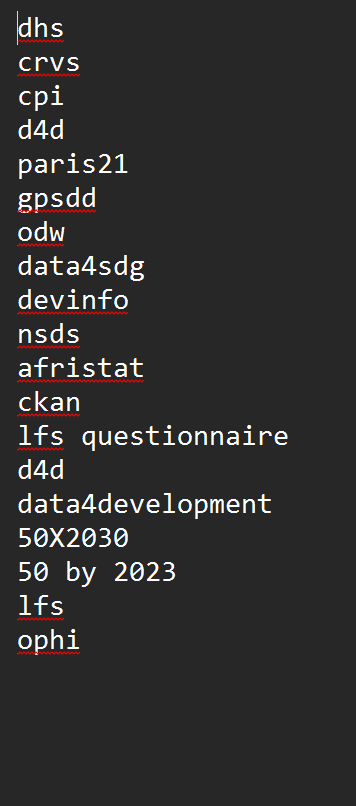 dhs
crvs
cpi
d4d
paris21
gpsdd
odw
data4sdg
devinfo
nsds
afristat
ckan
lfs questionnaire
d4d
data4development
50X2030
50 by 2023
lfs
ophi